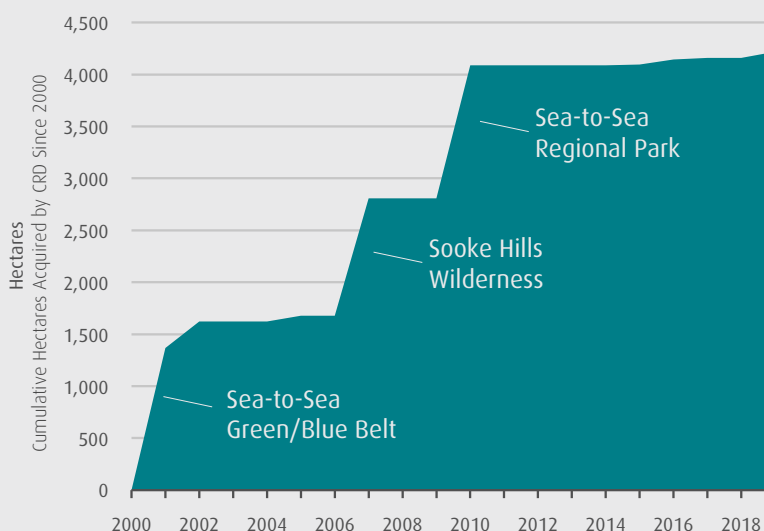 Hectares
Cumulative Hectares Acquired by CRD Since 2000
4,500
4,000
3,500
3,000
2,500
2,000
1,500
1,000
500
0
Sea-to-Sea
Regional Park
Sooke Hills
Wilderness
Sea-to-Sea
Green/Blue Belt
2000 2002 2004 2006 2008 2010 2012 2014 2016 2018